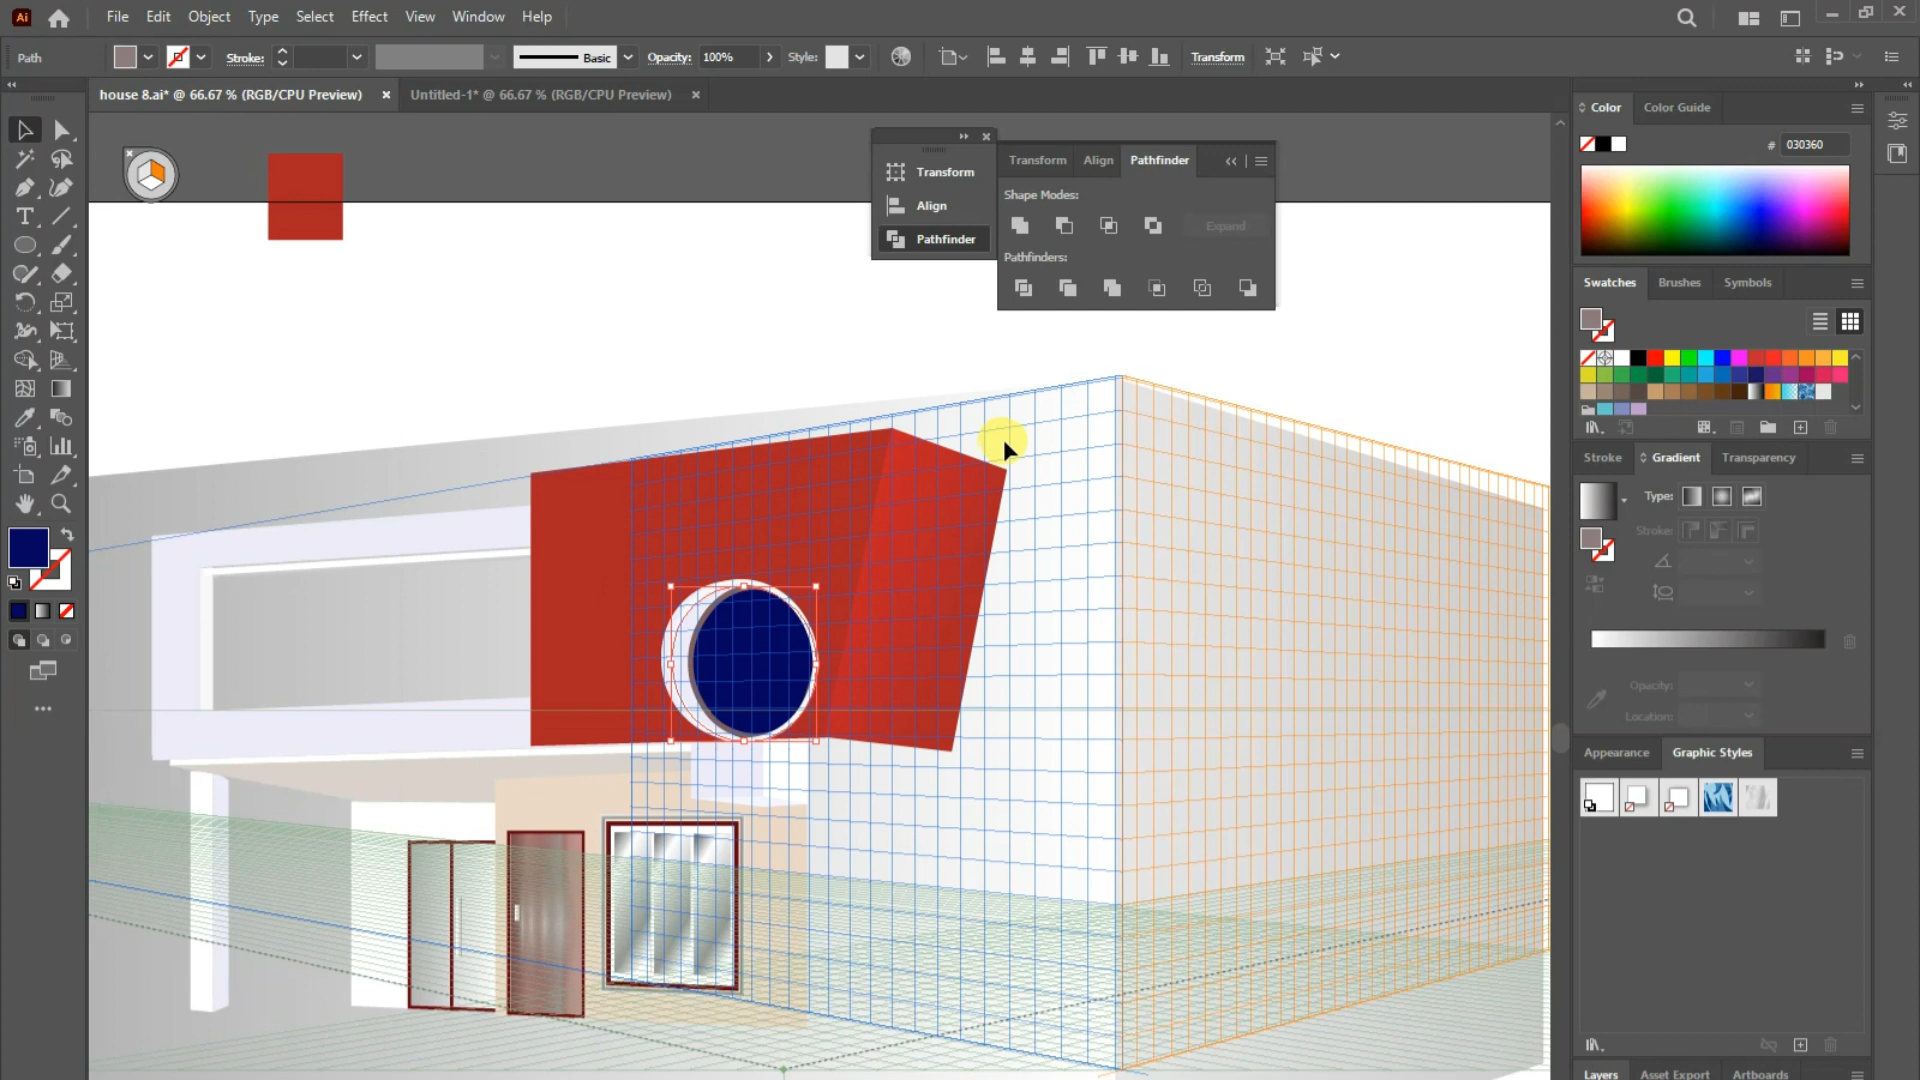 Ai File Edit Object Type Select Effect View Window Help
Path Stroke: Basic Opacity: 100% Style: Transform
house 8.ai* @ 66.67 % (RGB/CPU Preview) Untitled-1* @ 66.67 % (RGB/CPU Preview)
Color Color Guide
# 030360
Transform
Align
Pathfinder
Transform Align Pathfinder
Shape Modes:
Expand
Pathfinders:
Swatches Brushes Symbols
Stroke Gradient Transparency
Type:
Stroke:
Opacity:
Location:
Appearance Graphic Styles
Layers Asset Export Artboards